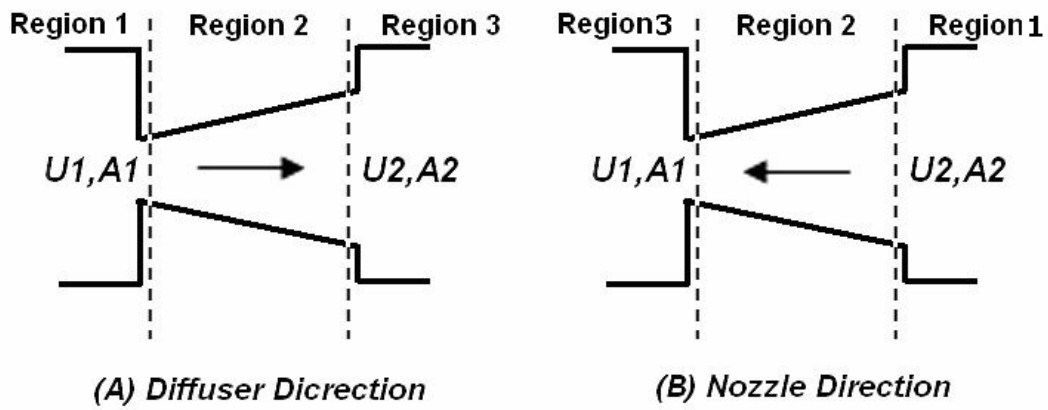 Region 1 Region 2 Region 3
U1,A1 U2,A2
(A) Diffuser Dicrection
Region3 Region 2 Region1
U1,A1 U2,A2
(B) Nozzle Direction